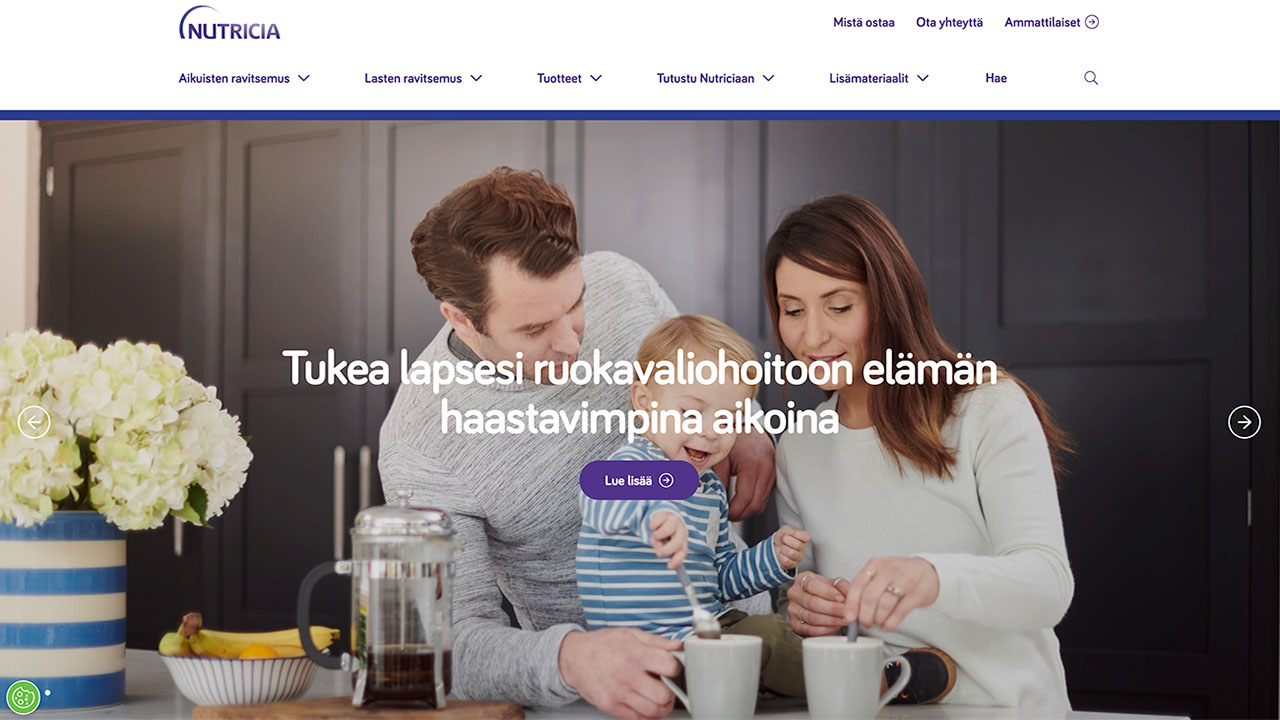 NUTRICIA
Mistä ostaa
Ota yhteyttä
Ammattilaiset
Aikuisten ravitsemus
Lasten ravitsemus
Tuotteet
Tutustu Nutriciaan
Lisämateriaalit
Hae
Tukea lapsesi ruokavaliohoitoon elämän
haastavimpina aikoina
Lue lisää